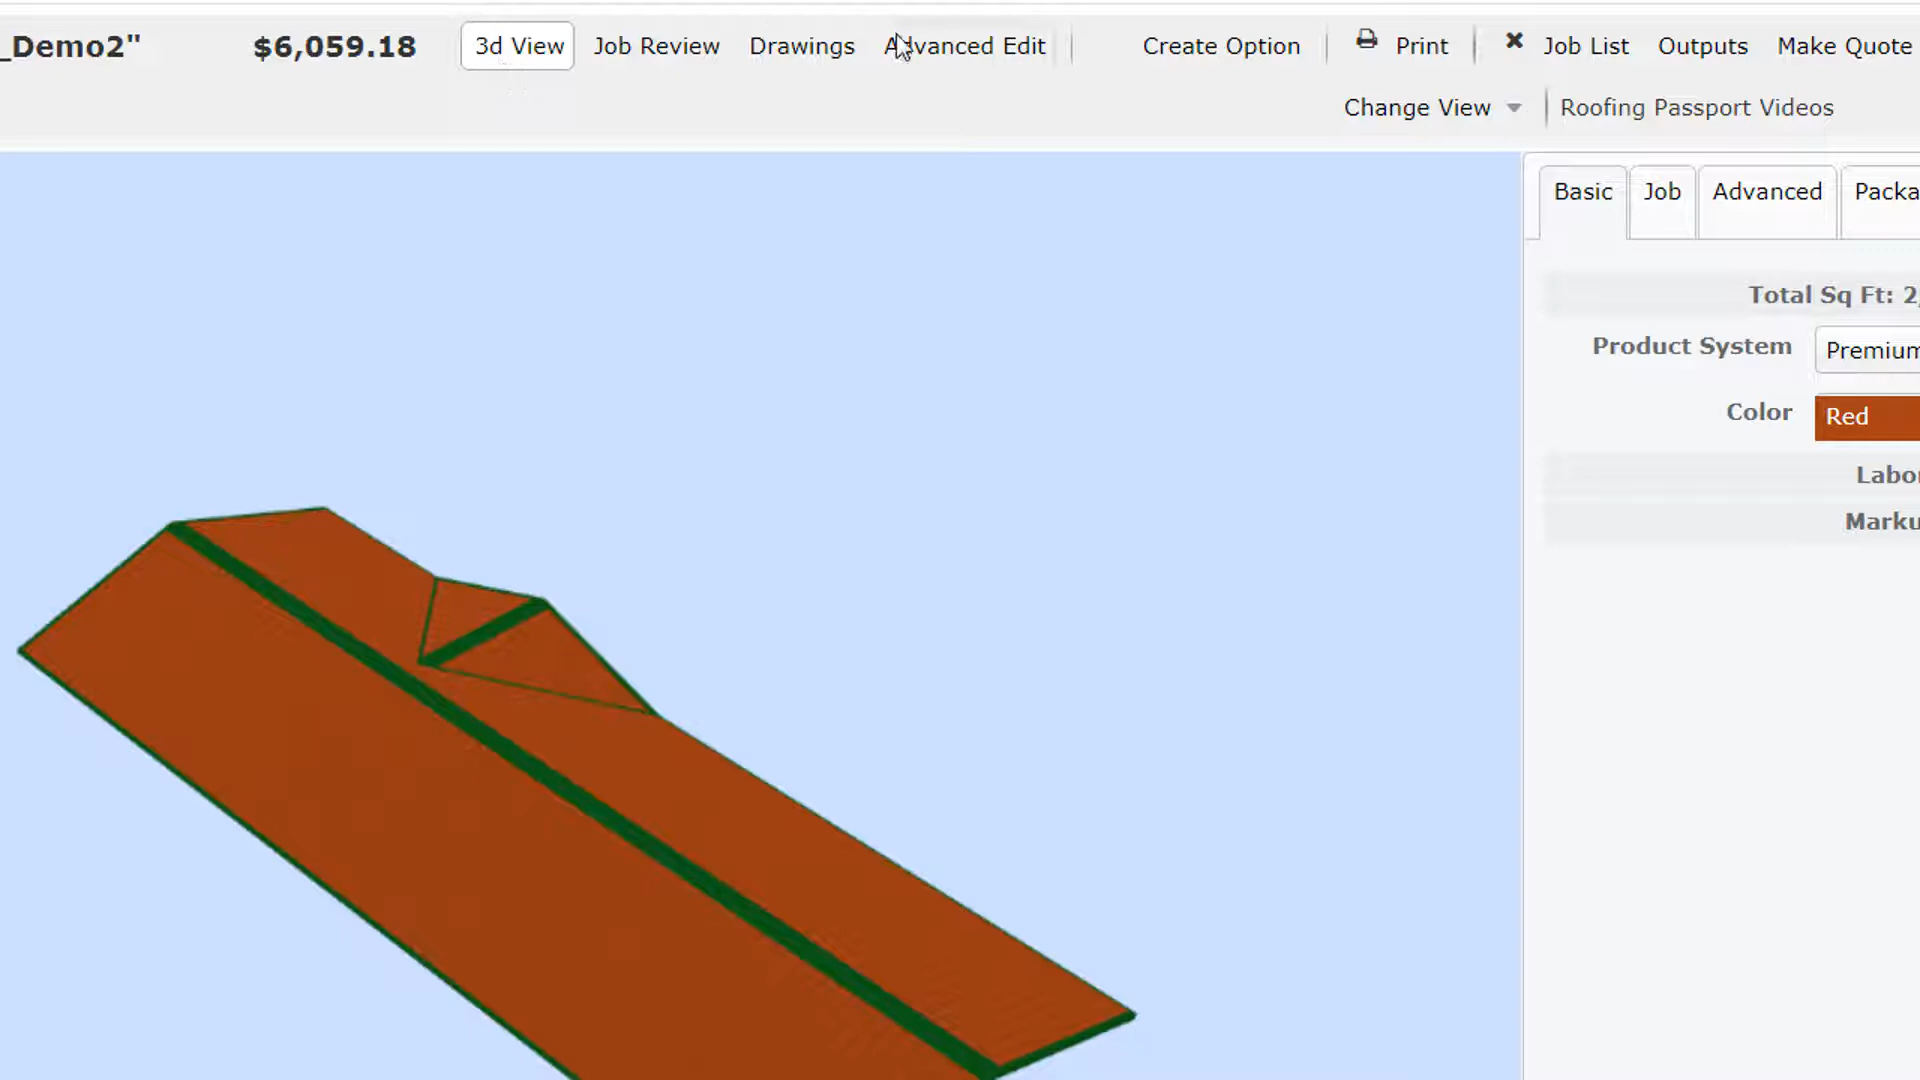 _Demo2" $6,059.18 3d View Job Review Drawings Advanced Edit Create Option Print Job List Outputs Make Quote
Change View Roofing Passport Videos
Basic Job Advanced Packa
Total Sq Ft: 2,
Product System Premium
Color Red
Labo
Marku